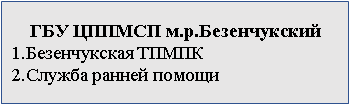 ГБУ ЦППМСП м.р.Безенчукский
1.Безенчукская ТПМПК
2.Служба ранней помощи